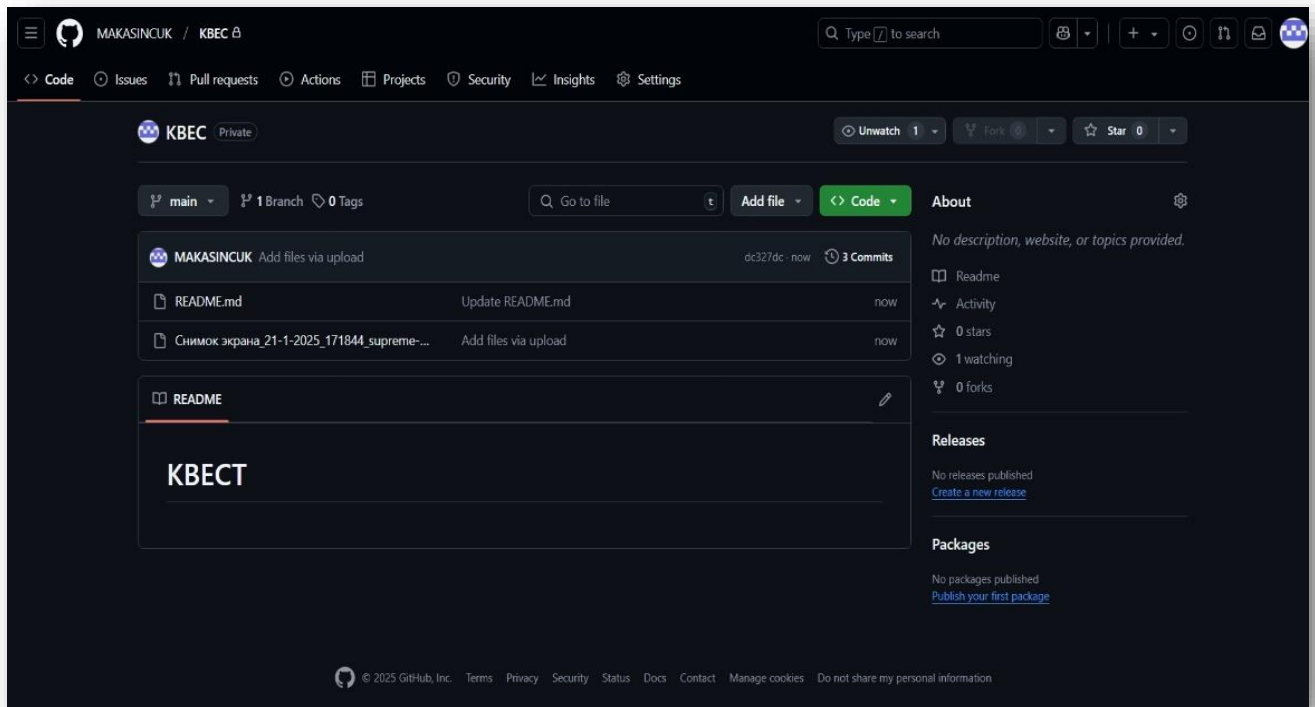 MAKASINCUK / KBEC
Type / to search
Code Issues Pull requests Actions Projects Security Insights Settings
KBEC Private
Unwatch 1 Fork 0 Star 0
main 1 Branch 0 Tags Go to file t Add file Code
MAKASINCUK Add files via upload dc327dc · now 3 Commits
README.md Update README.md now
Снимок экрана_21-1-2025_171844_supreme-... Add files via upload now
README
KBECT
About
No description, website, or topics provided.
Readme
Activity
0 stars
1 watching
0 forks
Releases
No releases published
Create a new release
Packages
No packages published
Publish your first package
© 2025 GitHub, Inc. Terms Privacy Security Status Docs Contact Manage cookies Do not share my personal information